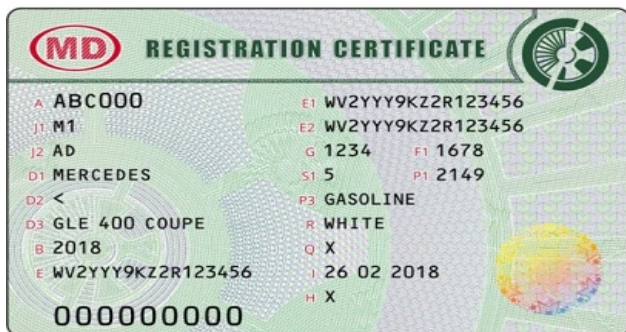 MD REGISTRATION CERTIFICATE
A ABC000
J1 M1
J2 AD
D1 MERCEDES
D2 <
D3 GLE 400 COUPE
B 2018
E WV2YYY9KZ2R123456
000000000
E1 WV2YYY9KZ2R123456
E2 WV2YYY9KZ2R123456
G 1234 F1 1678
S1 5 P1 2149
P3 GASOLINE
R WHITE
Q X
I 26 02 2018
H X